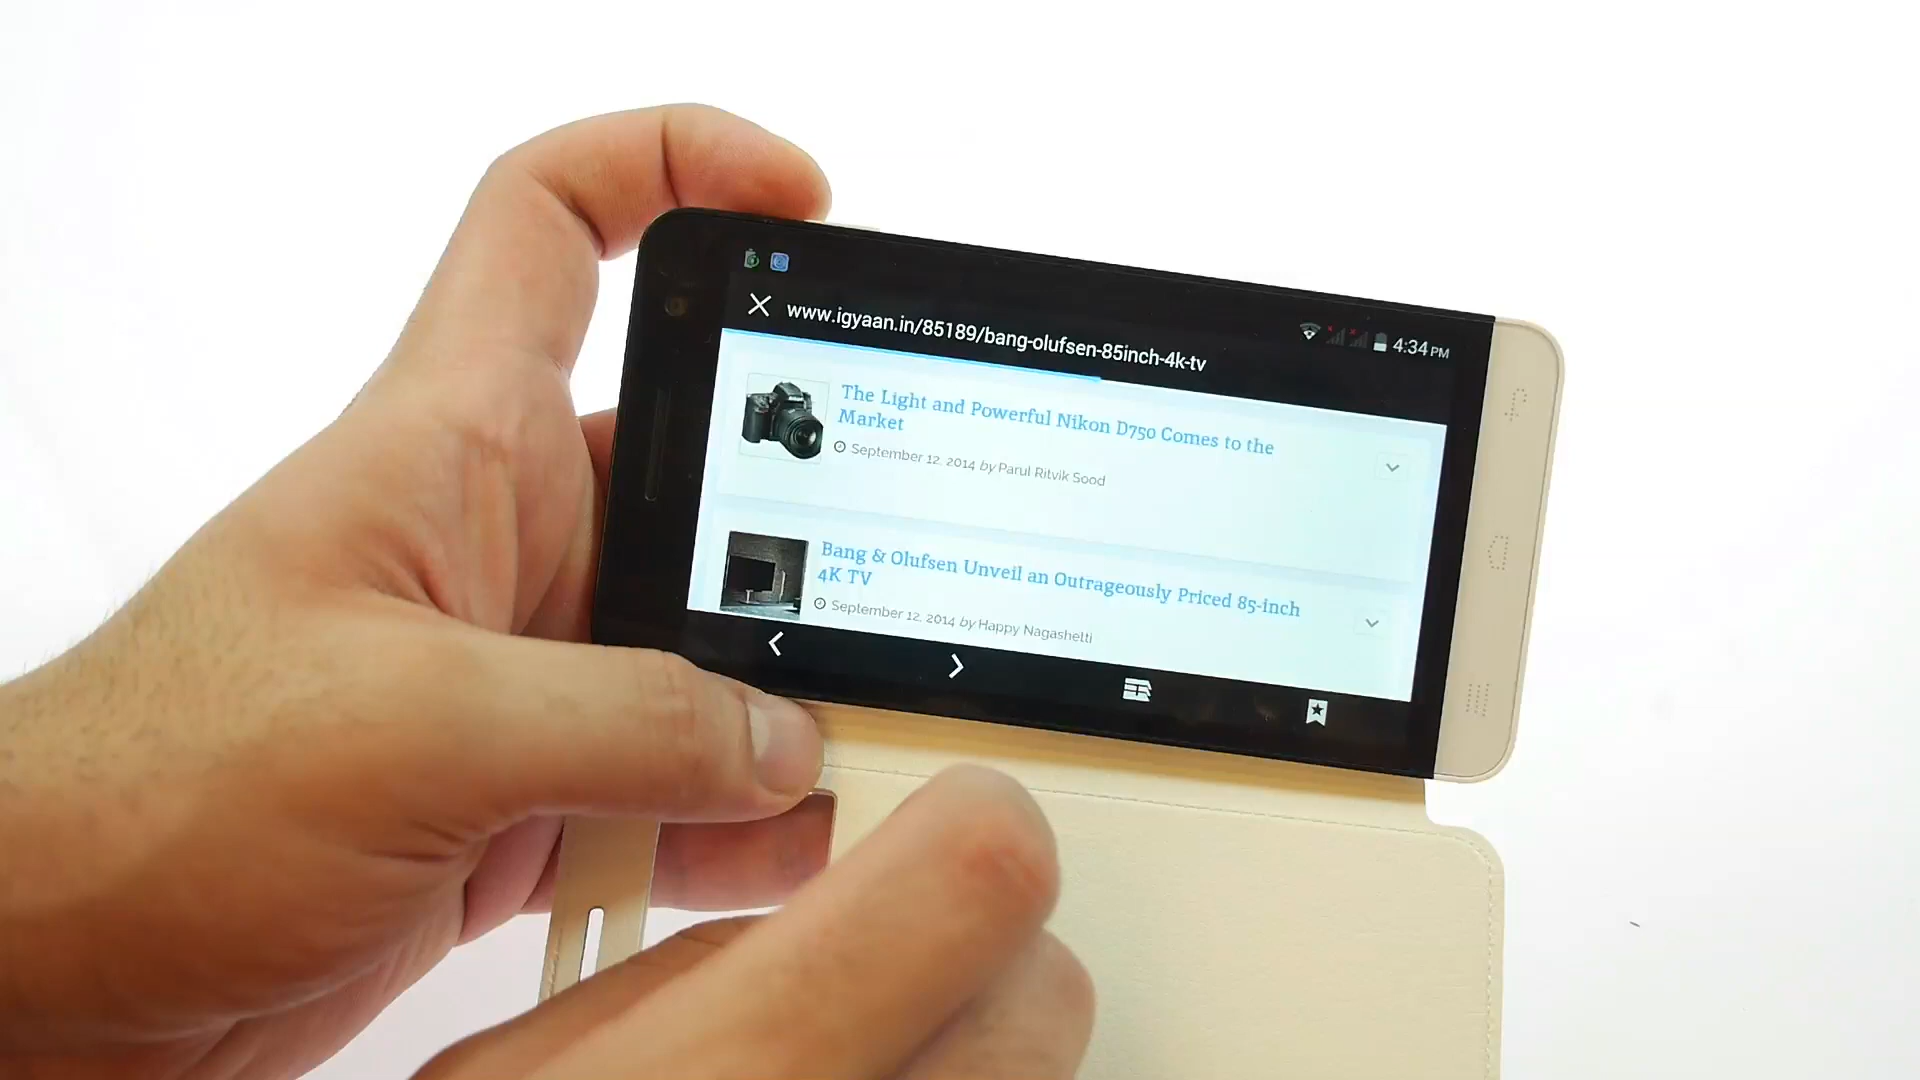 www.igyaan.in/85189/bang-olufsen-85inch-4k-tv
4:34 PM
The Light and Powerful Nikon D750 Comes to the
Market
September 12, 2014 by Parul Ritvik Sood
Bang & Olufsen Unveil an Outrageously Priced 85-inch
4K TV
September 12, 2014 by Happy Nagashetti